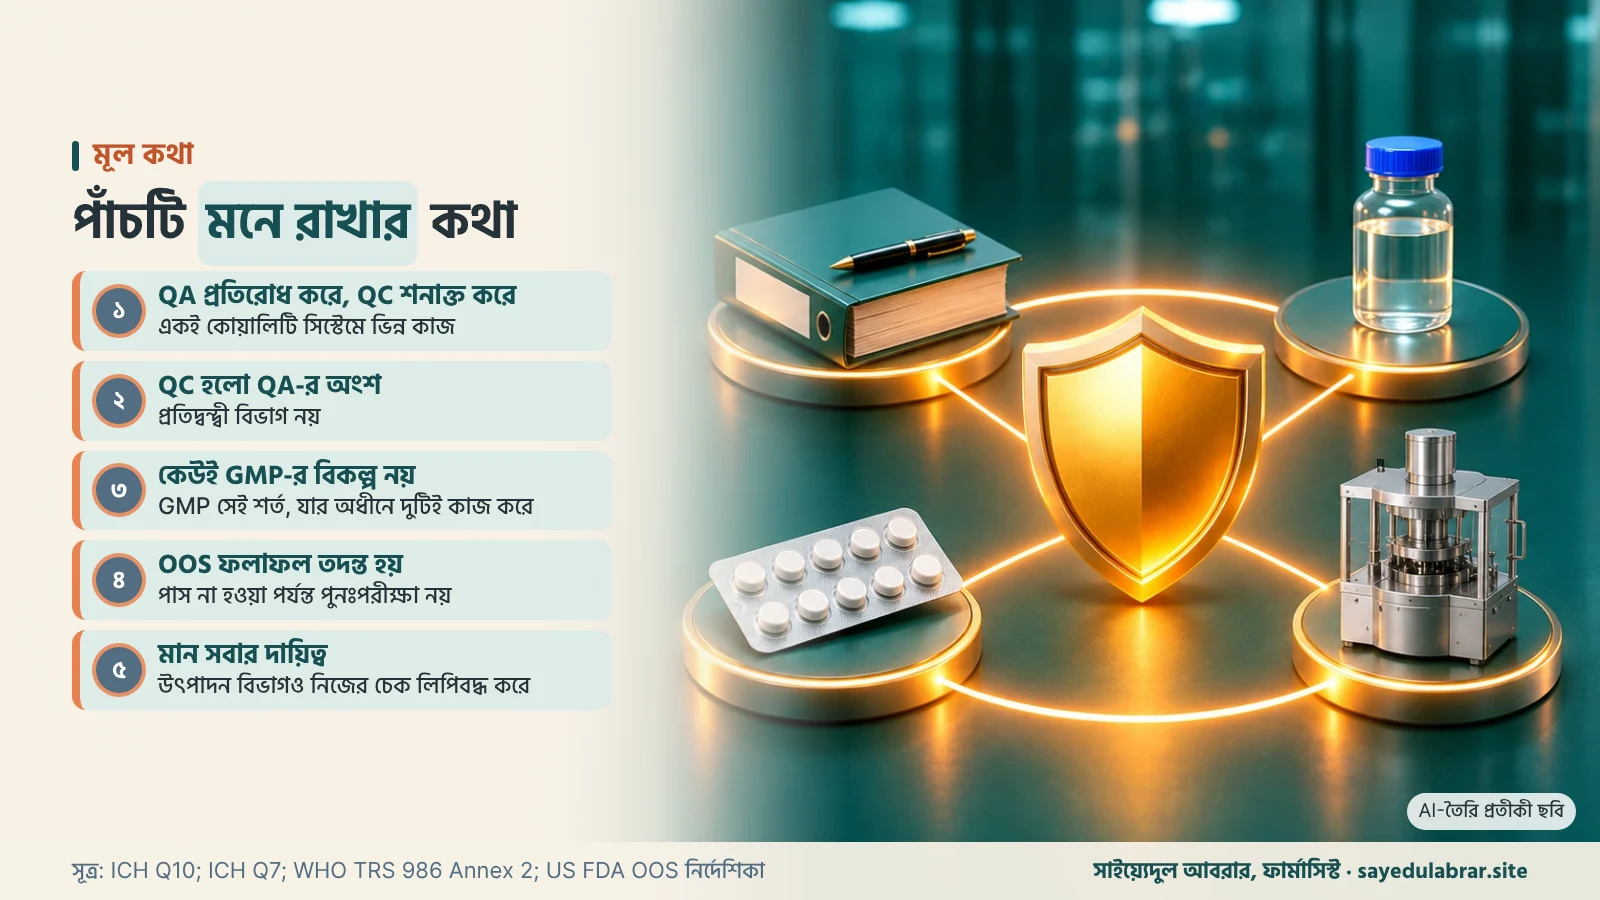 মূল কথা
পাঁচটি মনে রাখার কথা
১
QA প্রতিরোধ করে, QC শনাক্ত করে
একই কোয়ালিটি সিস্টেমে ভিন্ন কাজ
২
QC হলো QA-র অংশ
প্রতিদ্বন্দ্বী বিভাগ নয়
৩
কেউই GMP-র বিকল্প নয়
GMP সেই শর্ত, যার অধীনে দুটিই কাজ করে
৪
OOS ফলাফল তদন্ত হয়
পাস না হওয়া পর্যন্ত পুনঃপরীক্ষা নয়
৫
মান সবার দায়িত্ব
উৎপাদন বিভাগও নিজের চেক লিপিবদ্ধ করে
AI-তৈরি প্রতীকী ছবি
সূত্র: ICH Q10; ICH Q7; WHO TRS 986 Annex 2; US FDA OOS নির্দেশিকা
সাইয়্যেদুল আবরার, ফার্মাসিস্ট · sayedulabrar.site